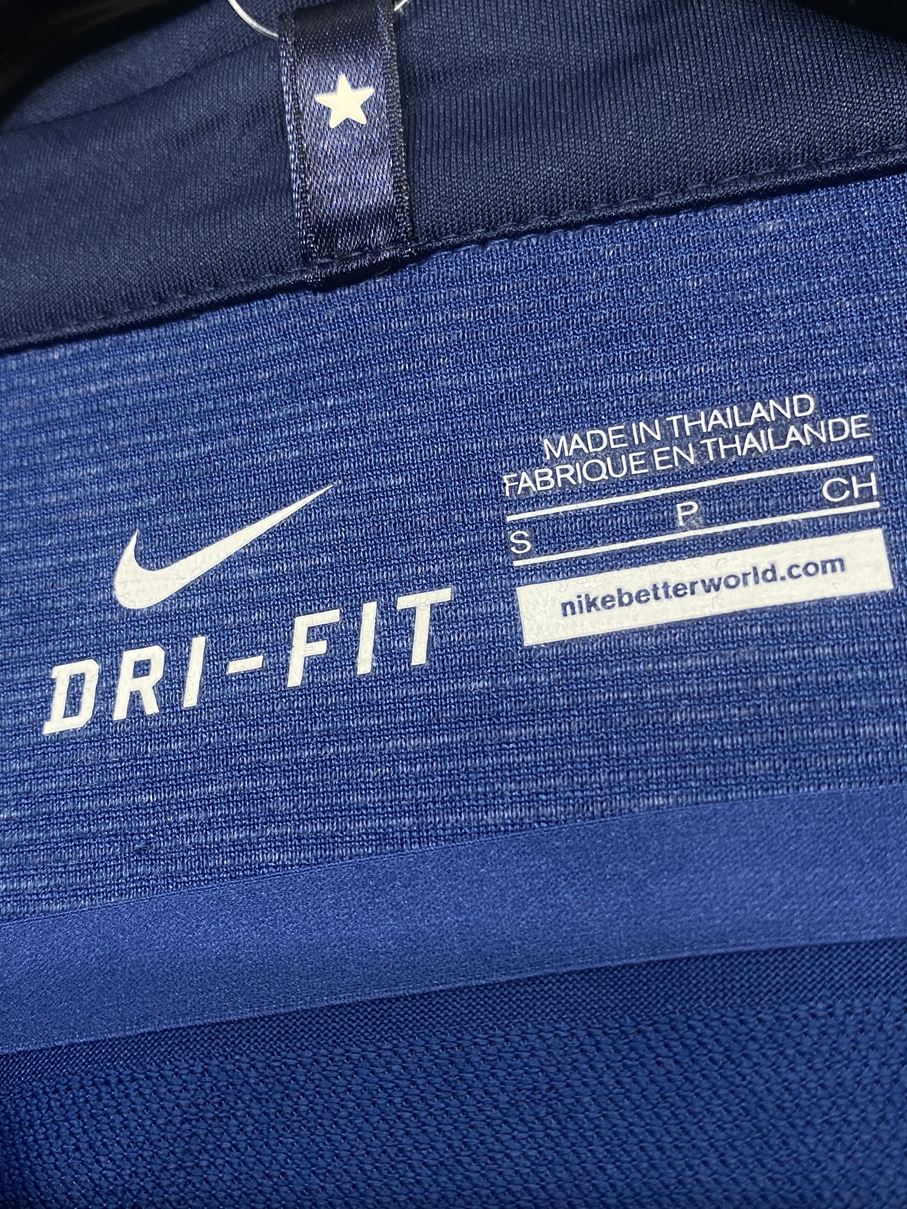 MADE IN THAILAND
FABRIQUE EN THAILANDE
S P CH
nikebetterworld.com
DRI-FIT